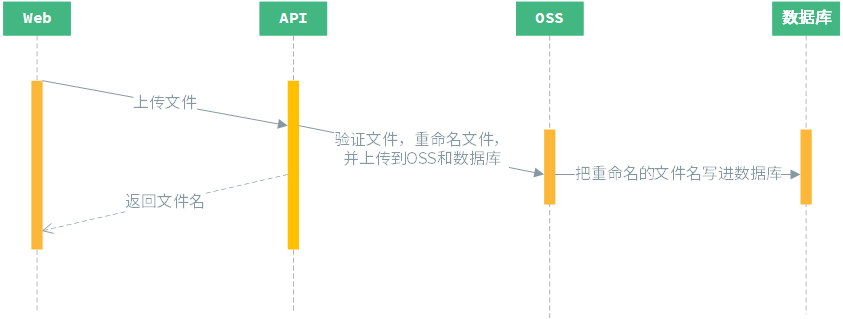 Web
API
OSS
数据库
上传文件
验证文件，重命名文件，
并上传到OSS和数据库
把重命名的文件名写进数据库
返回文件名